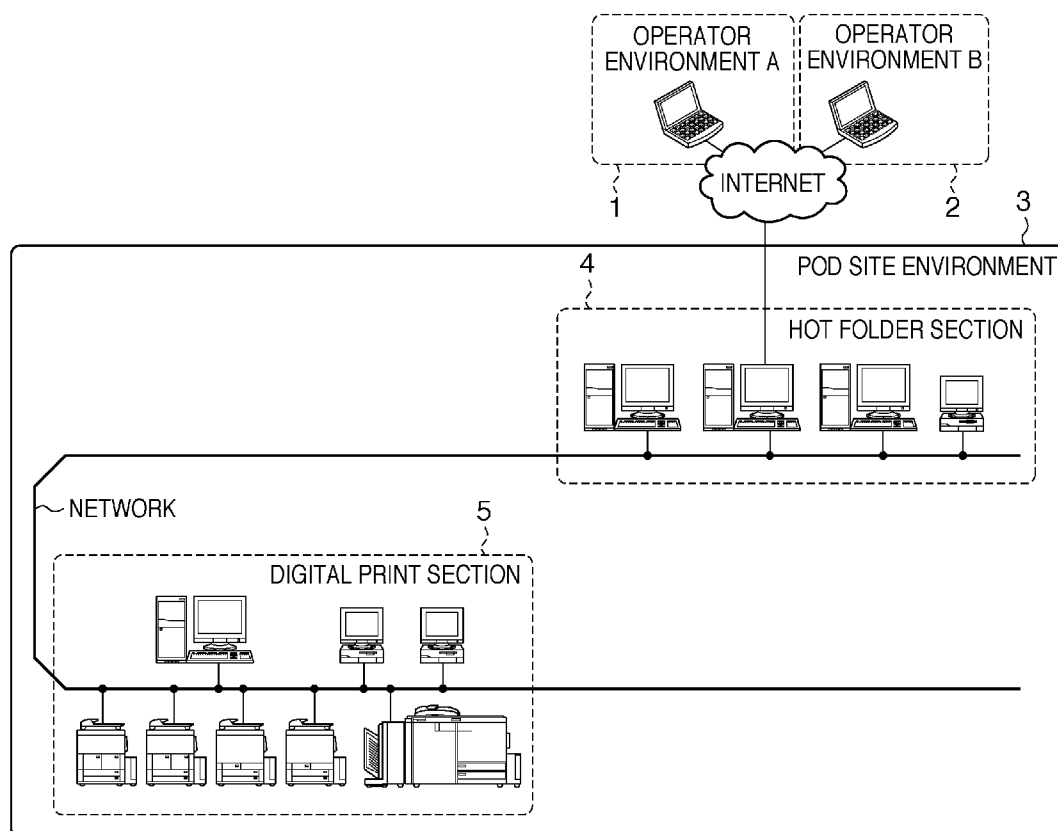 OPERATOR
ENVIRONMENT A
OPERATOR
ENVIRONMENT B
INTERNET
1
2
3
POD SITE ENVIRONMENT
4
HOT FOLDER SECTION
NETWORK
5
DIGITAL PRINT SECTION